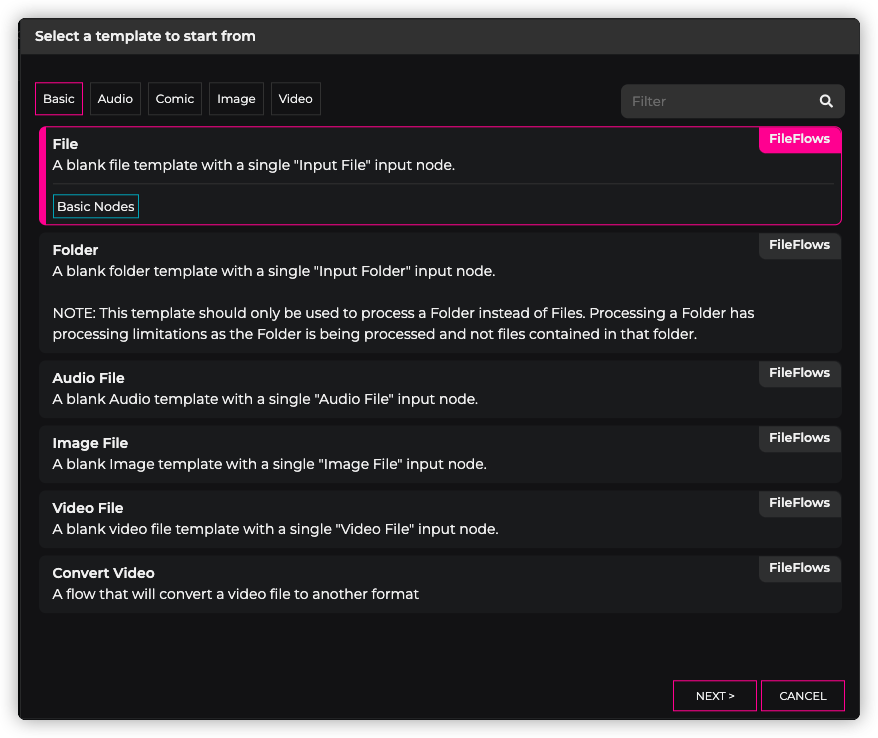 Select a template to start from
Basic
Audio
Comic
Image
Video
Filter
File
FileFlows
A blank file template with a single "Input File" input node.
Basic Nodes
Folder
FileFlows
A blank folder template with a single "Input Folder" input node.
NOTE: This template should only be used to process a Folder instead of Files. Processing a Folder has
processing limitations as the Folder is being processed and not files contained in that folder.
Audio File
FileFlows
A blank Audio template with a single "Audio File" input node.
Image File
FileFlows
A blank Image template with a single "Image File" input node.
Video File
FileFlows
A blank video file template with a single "Video File" input node.
Convert Video
FileFlows
A flow that will convert a video file to another format
NEXT >
CANCEL